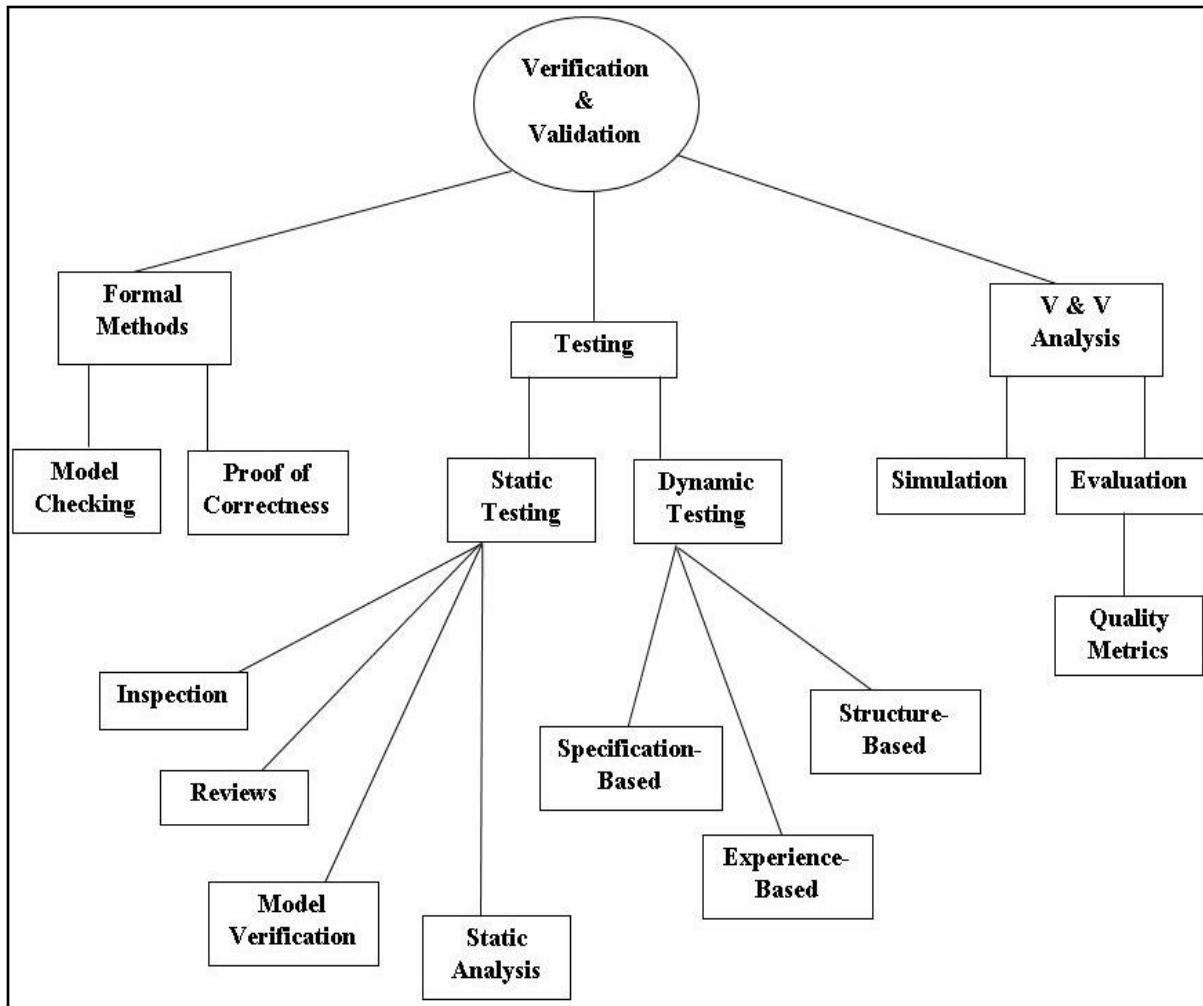 Verification
&
Validation
Formal
Methods
Testing
V & V
Analysis
Model
Checking
Proof of
Correctness
Static
Testing
Dynamic
Testing
Simulation
Evaluation
Quality
Metrics
Inspection
Reviews
Model
Verification
Static
Analysis
Specification-
Based
Experience-
Based
Structure-
Based